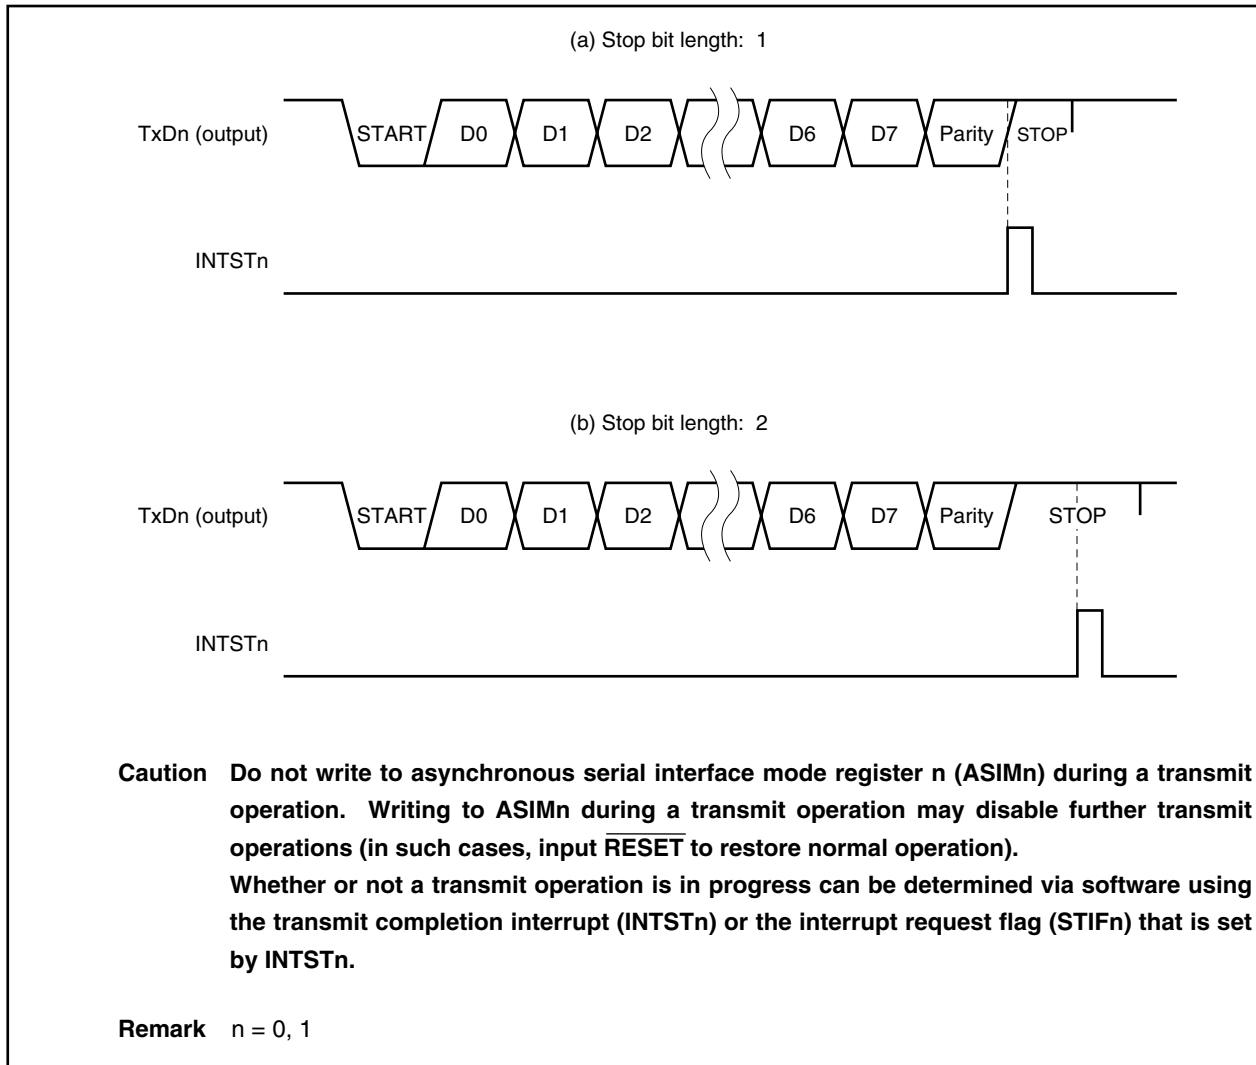 (a) Stop bit length: 1
TxDn (output) START D0 D1 D2 D6 D7 Parity STOP
INTSTn
(b) Stop bit length: 2
TxDn (output) START D0 D1 D2 D6 D7 Parity STOP
INTSTn
Caution Do not write to asynchronous serial interface mode register n (ASIMn) during a transmit
operation. Writing to ASIMn during a transmit operation may disable further transmit
operations (in such cases, input RESET to restore normal operation).
Whether or not a transmit operation is in progress can be determined via software using
the transmit completion interrupt (INTSTn) or the interrupt request flag (STIFn) that is set
by INTSTn.
Remark n = 0, 1